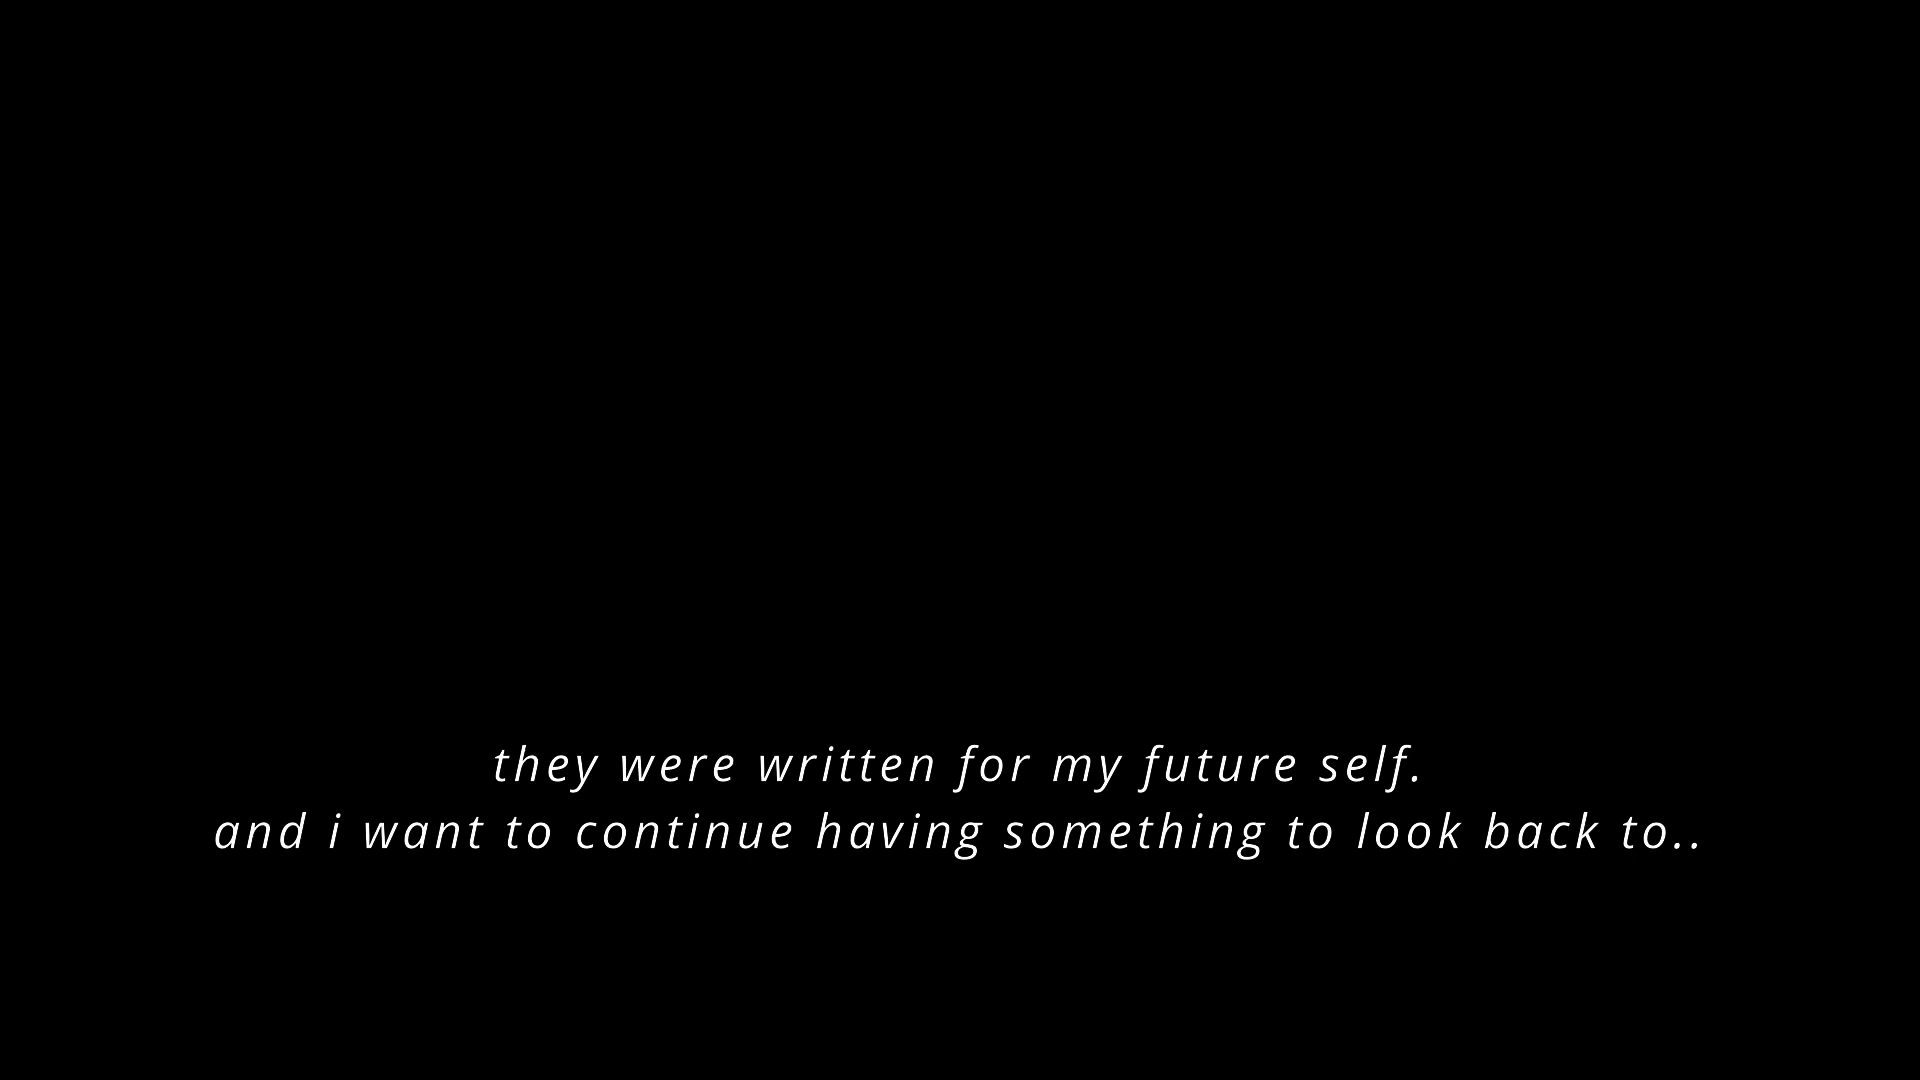 they were written for my future self.
and i want to continue having something to look back to..